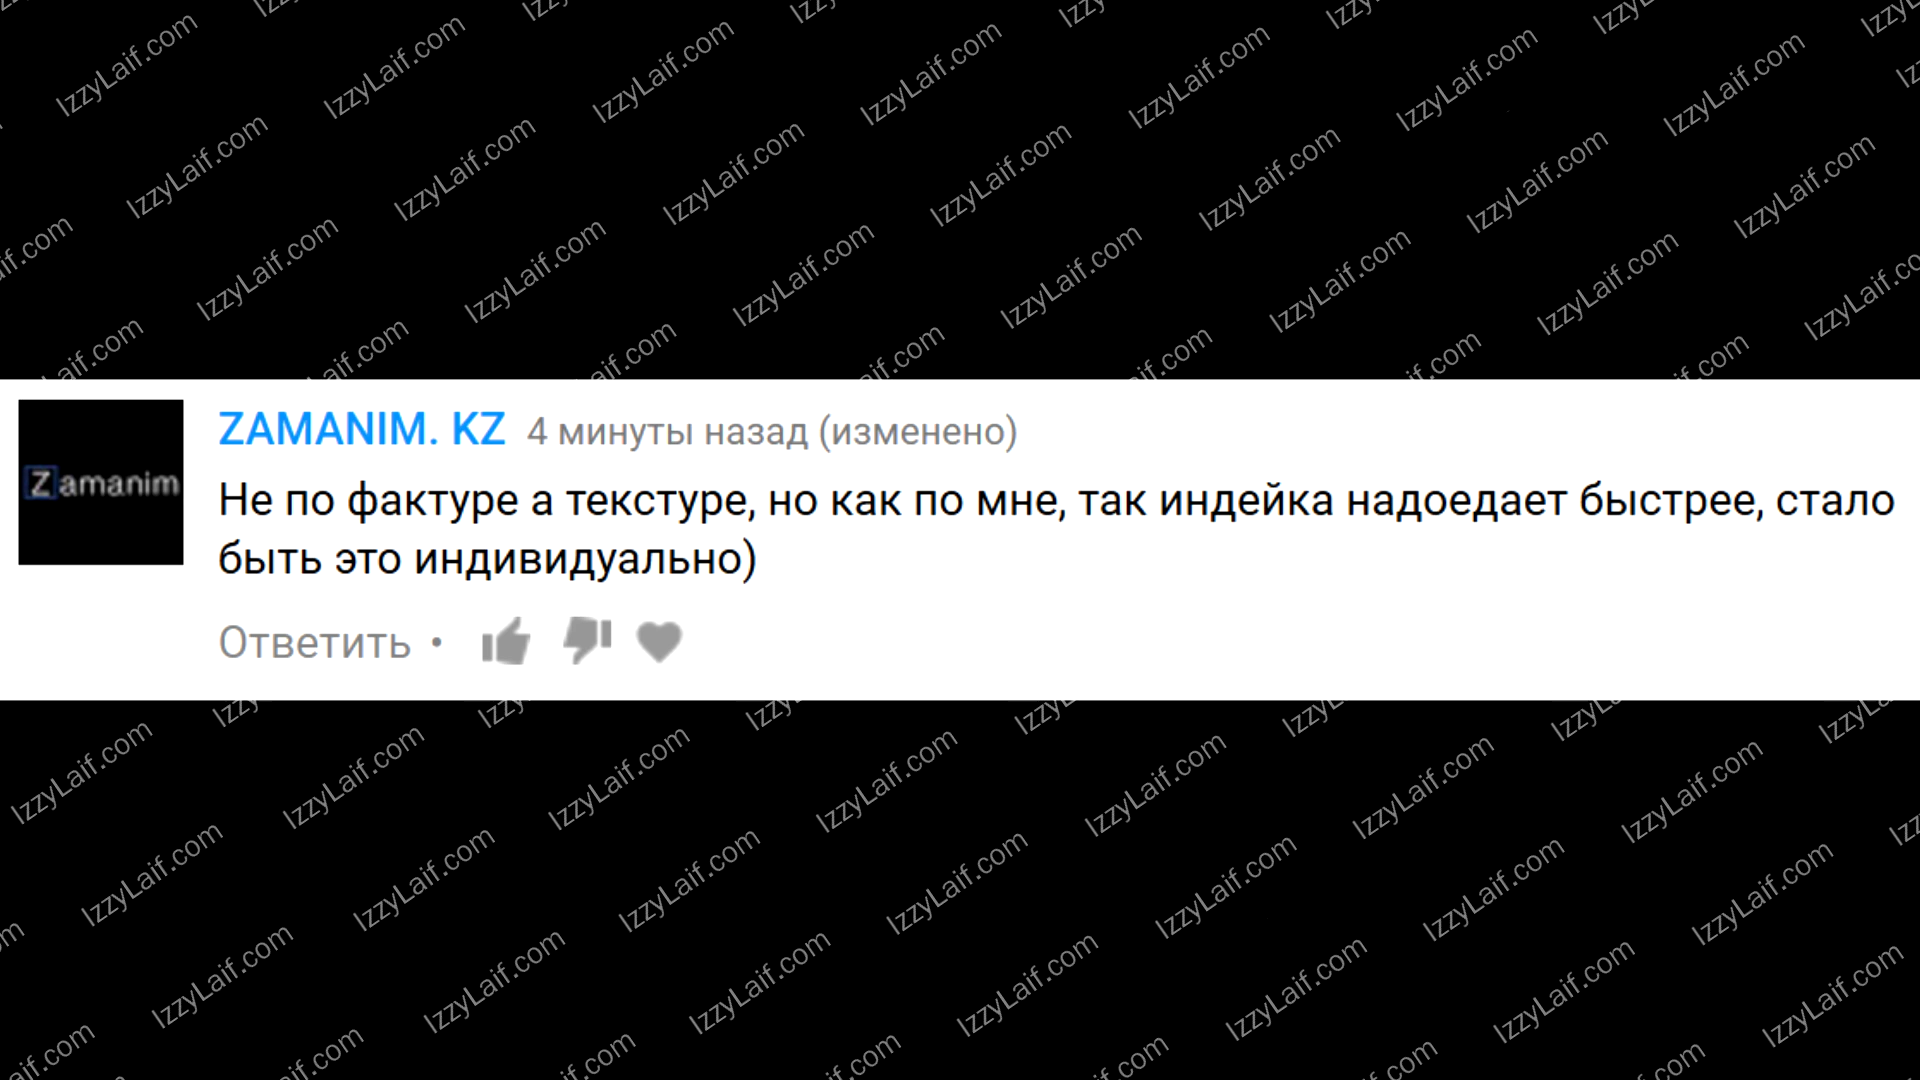 ZAMANIM. KZ 4 минуты назад (изменено)
Zamanim
Не по фактуре а текстуре, но как по мне, так индейка надоедает быстрее, стало
быть это индивидуально)
Ответить •
IzzyLaif.com